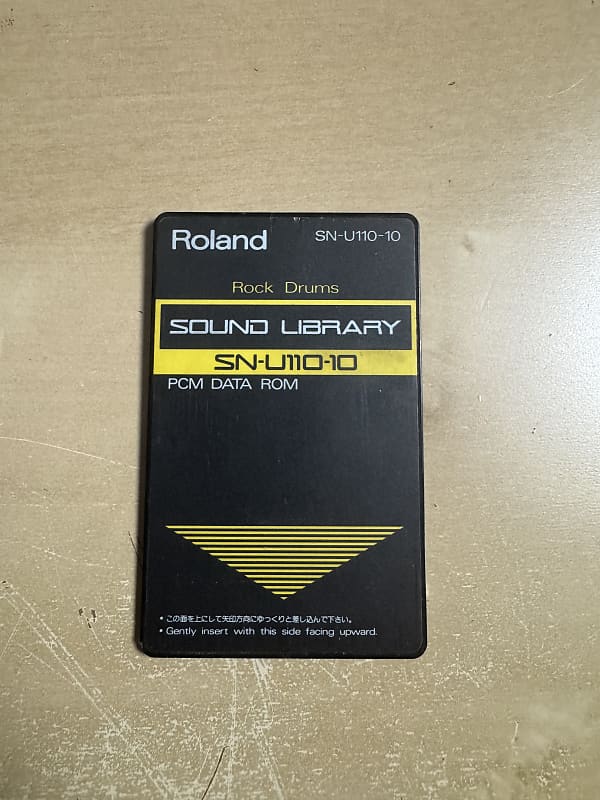 Roland SN-U110-10
Rock Drums
SOUND LIBRARY
SN-U110-10
PCM DATA ROM
• この面を上にして矢印方向にゆっくりと差し込んで下さい。
• Gently insert with this side facing upward.